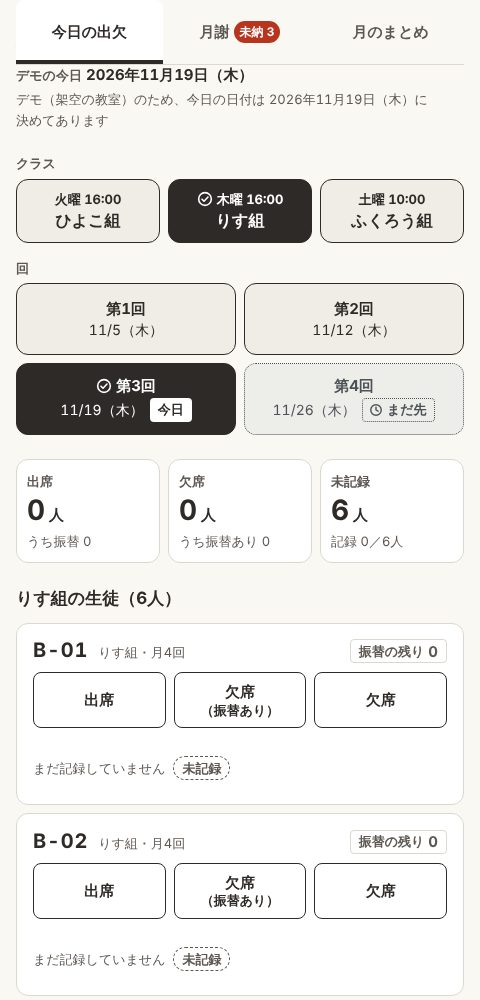 今日の出欠
月謝 未納 3
月のまとめ
デモの今日 2026年11月19日（木）
デモ（架空の教室）のため、今日の日付は 2026年11月19日（木）に
決めてあります
クラス
火曜 16:00
ひよこ組
木曜 16:00
りす組
土曜 10:00
ふくろう組
回
第1回
11/5（木）
第2回
11/12（木）
第3回
11/19（木） 今日
第4回
11/26（木） まだ先
出席
0人
うち振替 0
欠席
0人
うち振替あり 0
未記録
6人
記録 0／6人
りす組の生徒（6人）
B-01 りす組・月4回 振替の残り 0
出席
欠席
（振替あり）
欠席
まだ記録していません 未記録
B-02 りす組・月4回 振替の残り 0
出席
欠席
（振替あり）
欠席
まだ記録していません 未記録